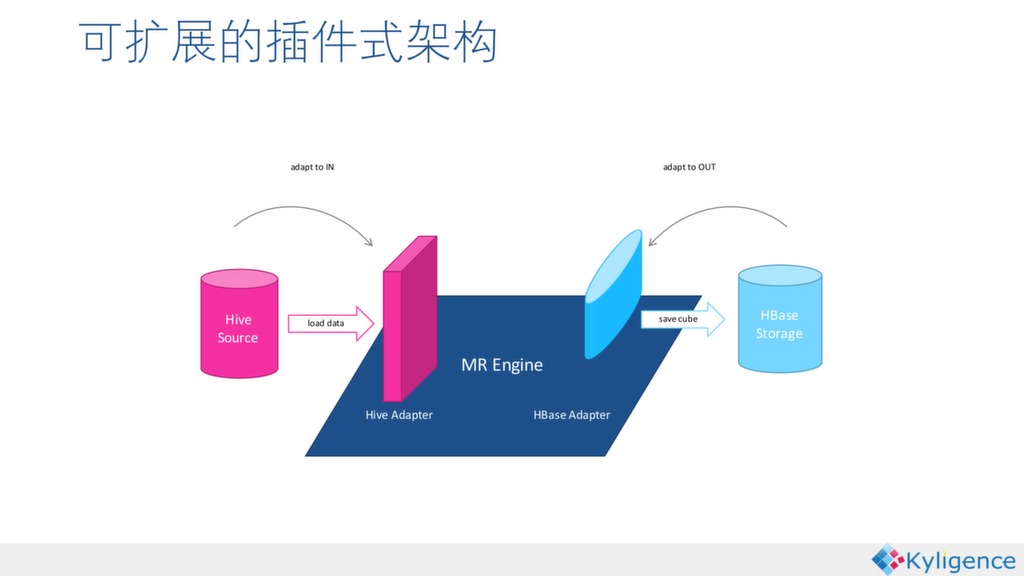 可扩展的插件式架构
adapt to IN
adapt to OUT
Hive
Source
load data
MR Engine
save cube
HBase
Storage
Hive Adapter
HBase Adapter
Kyligence